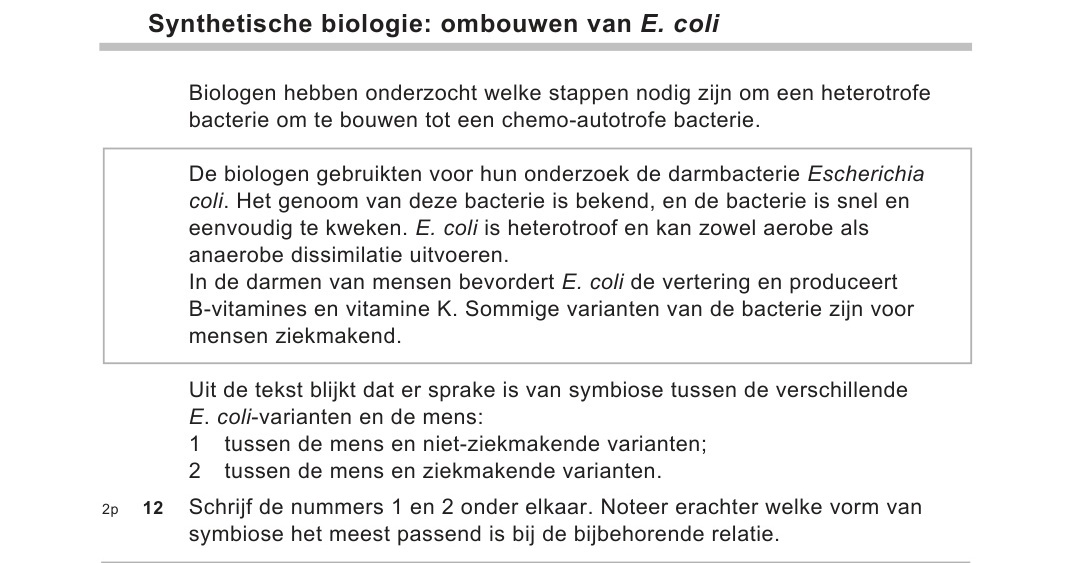 Synthetische biologie: ombouwen van E. coli
Biologen hebben onderzocht welke stappen nodig zijn om een heterotrofe
bacterie om te bouwen tot een chemo-autotrofe bacterie.
De biologen gebruikten voor hun onderzoek de darmbacterie Escherichia
coli. Het genoom van deze bacterie is bekend, en de bacterie is snel en
eenvoudig te kweken. E. coli is heterotroof en kan zowel aerobe als
anaerobe dissimilatie uitvoeren.
In de darmen van mensen bevordert E. coli de vertering en produceert
B-vitamines en vitamine K. Sommige varianten van de bacterie zijn voor
mensen ziekmakend.
Uit de tekst blijkt dat er sprake is van symbiose tussen de verschillende
E. coli-varianten en de mens:
1 tussen de mens en niet-ziekmakende varianten;
2 tussen de mens en ziekmakende varianten.
2p 12 Schrijf de nummers 1 en 2 onder elkaar. Noteer erachter welke vorm van
symbiose het meest passend is bij de bijbehorende relatie.